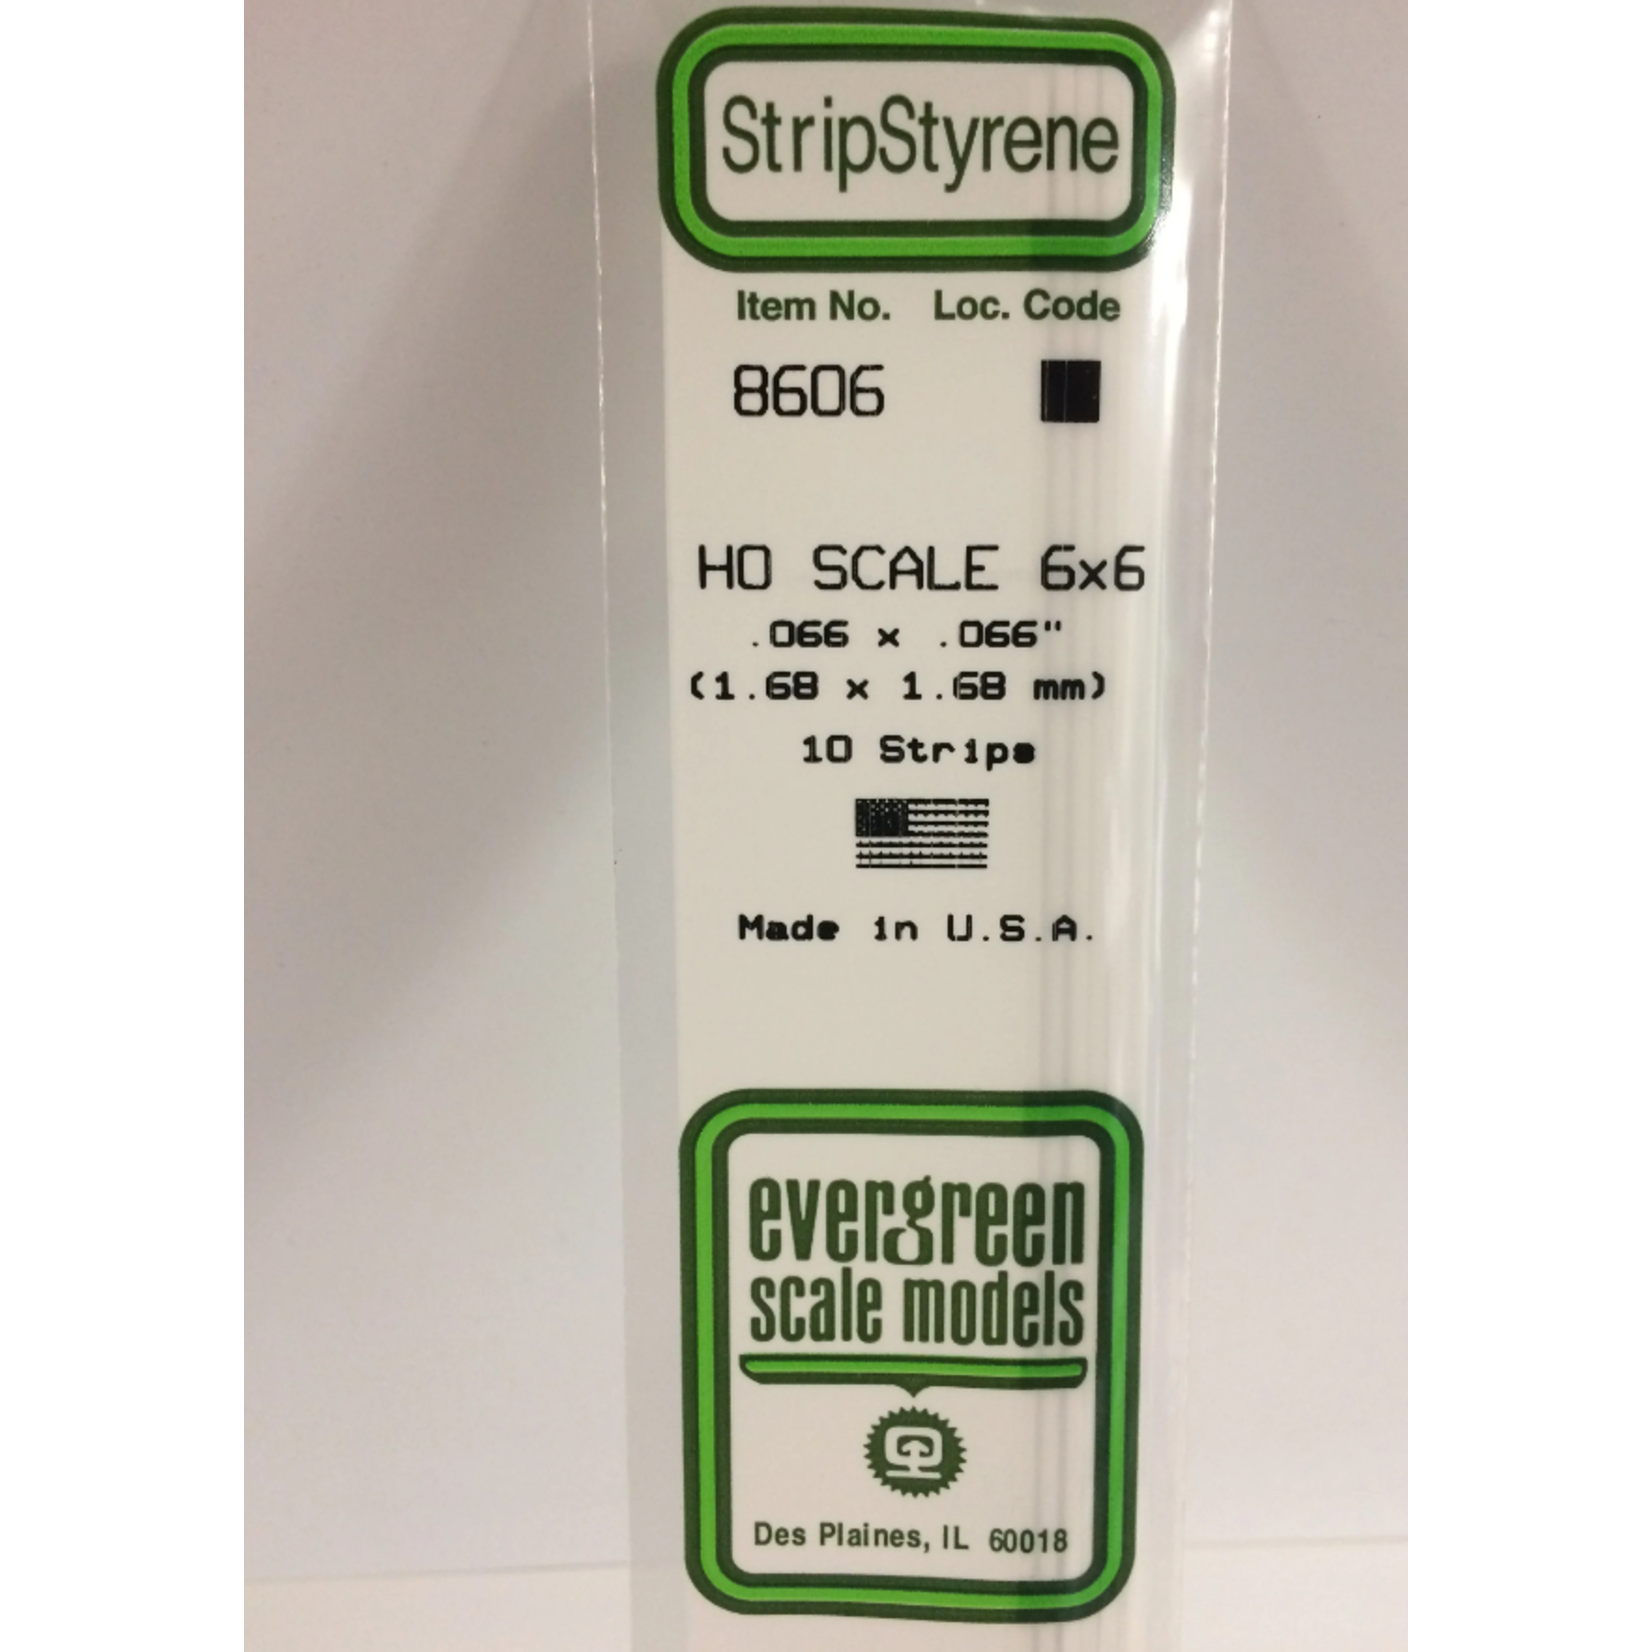 StripStyrene
Item No. Loc. Code
8606
HO SCALE 6x6
.066 x .066"
(1.68 x 1.68 mm)
10 Strips
Made in U.S.A.
evergreen
scale models
Des Plaines, IL 60018